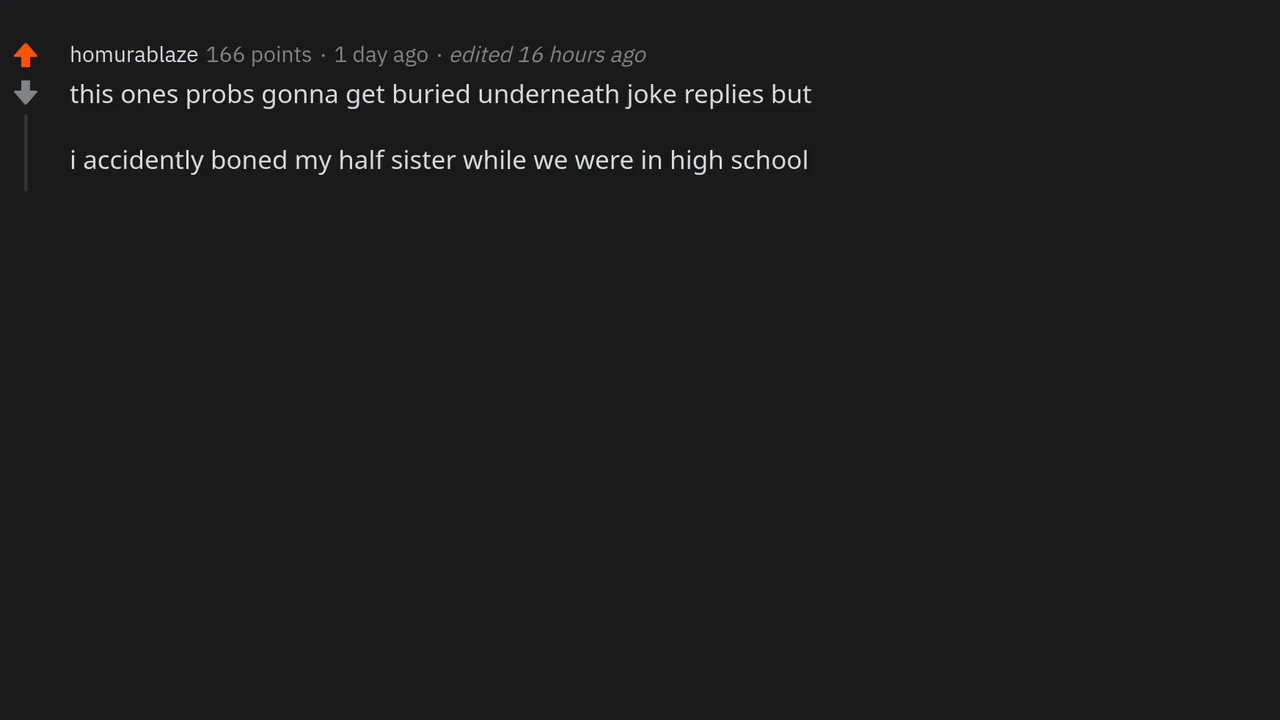 homurablaze 166 points · 1 day ago · edited 16 hours ago
this ones probs gonna get buried underneath joke replies but
i accidently boned my half sister while we were in high school